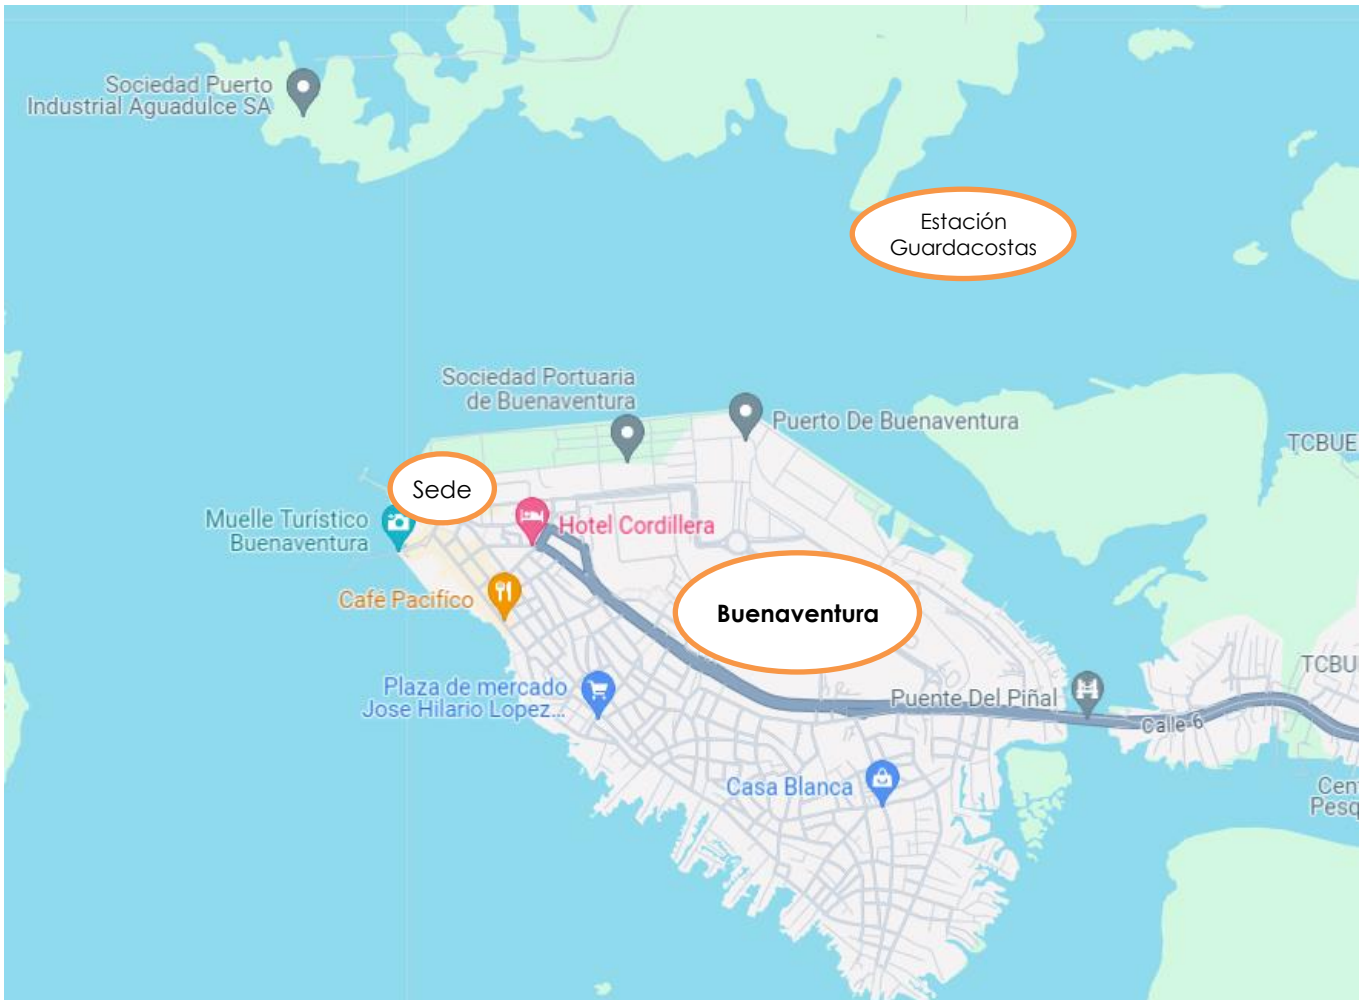 Sociedad Puerto
Industrial Aguadulce SA
Estación
Guardacostas
Sociedad Portuaria
de Buenaventura
Puerto De Buenaventura
TCBUE
Sede
Muelle Turístico
Buenaventura
Hotel Cordillera
Café Pacifíco
Buenaventura
Plaza de mercado
Jose Hilario Lopez...
Puente Del Piñal
TCBU
Calle 6
Casa Blanca
Cen
Pesq